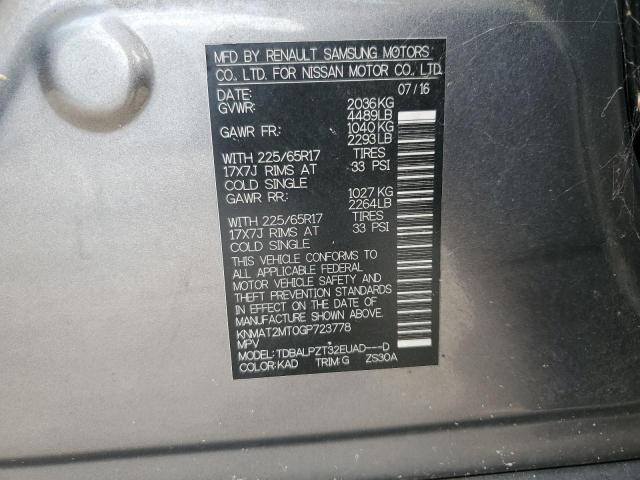 MFD BY RENAULT SAMSUNG MOTORS
CO. LTD. FOR NISSAN MOTOR CO., LTD.
DATE: 07/16
GVWR: 2036KG
4489LB
GAWR FR: 1040KG
2293LB
WITH 225/65R17 TIRES
17X7J RIMS AT 33 PSI
COLD SINGLE
GAWR RR: 1027KG
2264LB
WITH 225/65R17 TIRES
17X7J RIMS AT 33 PSI
COLD SINGLE
THIS VEHICLE CONFORMS TO
ALL APPLICABLE FEDERAL
MOTOR VEHICLE SAFETY AND
THEFT PREVENTION STANDARDS
IN EFFECT ON THE DATE OF
MANUFACTURE SHOWN ABOVE.
KNMAT2MT0GP723778
MPV
MODEL: TDBALPZT32EUAD---D
COLOR: KAD TRIM: G ZS30A